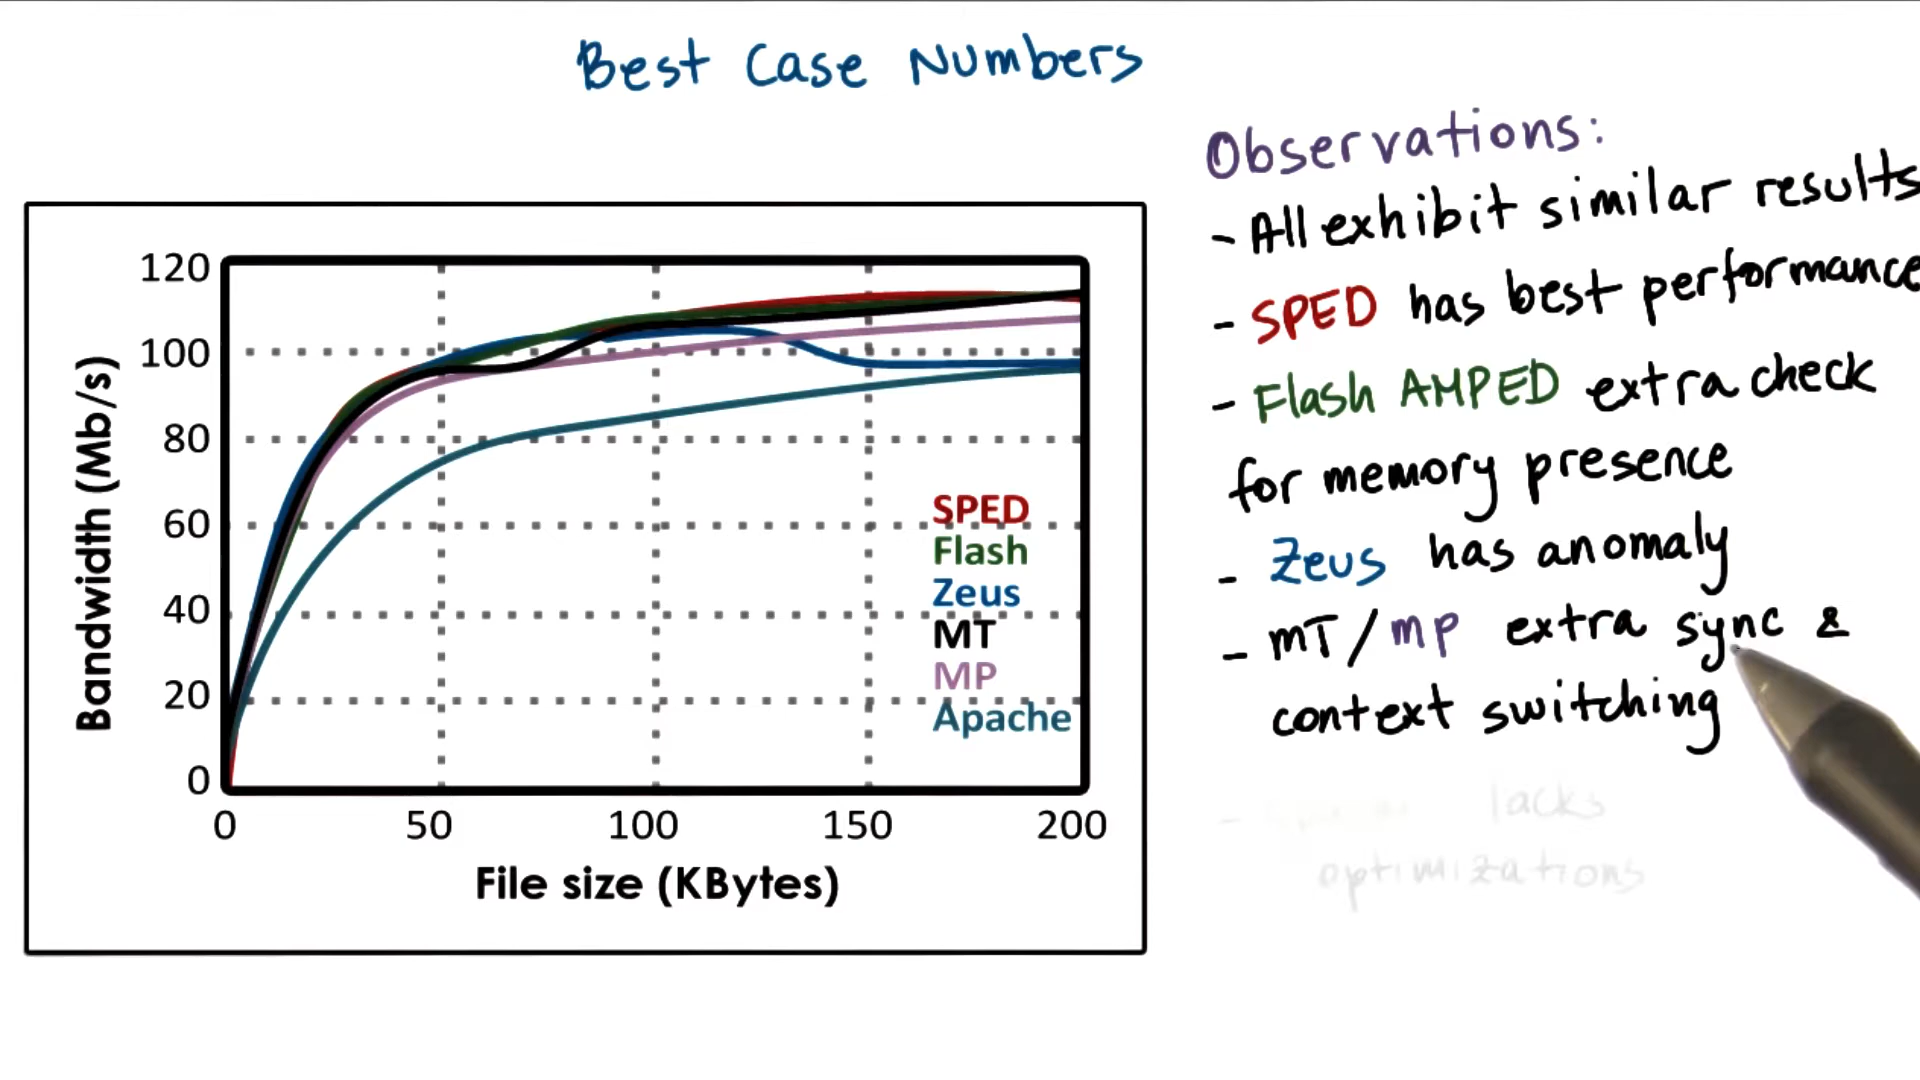 Best Case Numbers
Observations:
- All exhibit similar results
- SPED has best performance
- Flash AMPED extra check
for memory presence
- Zeus has anomaly
- mT/mp extra sync &
context switching
- lacks
optimizations
120
100
80
60
40
20
0
Bandwidth (Mb/s)
SPED
Flash
Zeus
MT
MP
Apache
0 50 100 150 200
File size (KBytes)